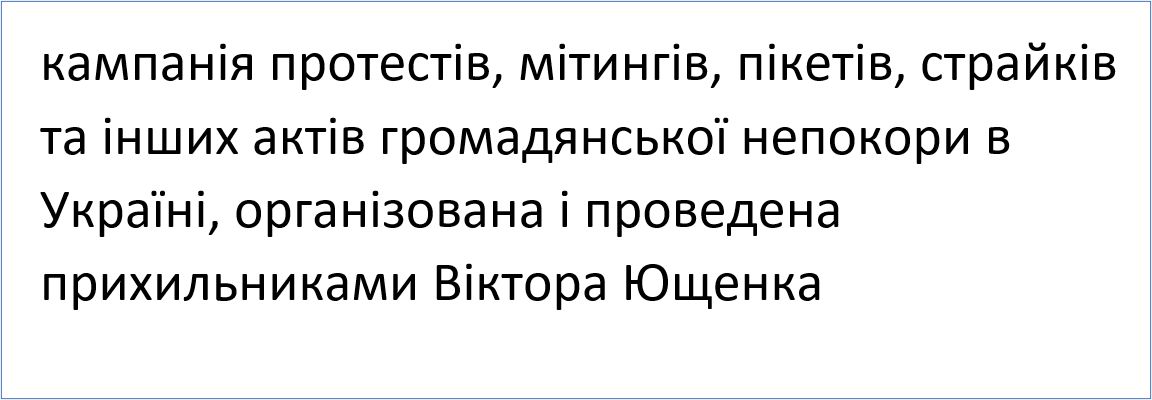 кампанія протестів, мітингів, пікетів, страйків
та інших актів громадянської непокори в
Україні, організована і проведена
прихильниками Віктора Ющенка